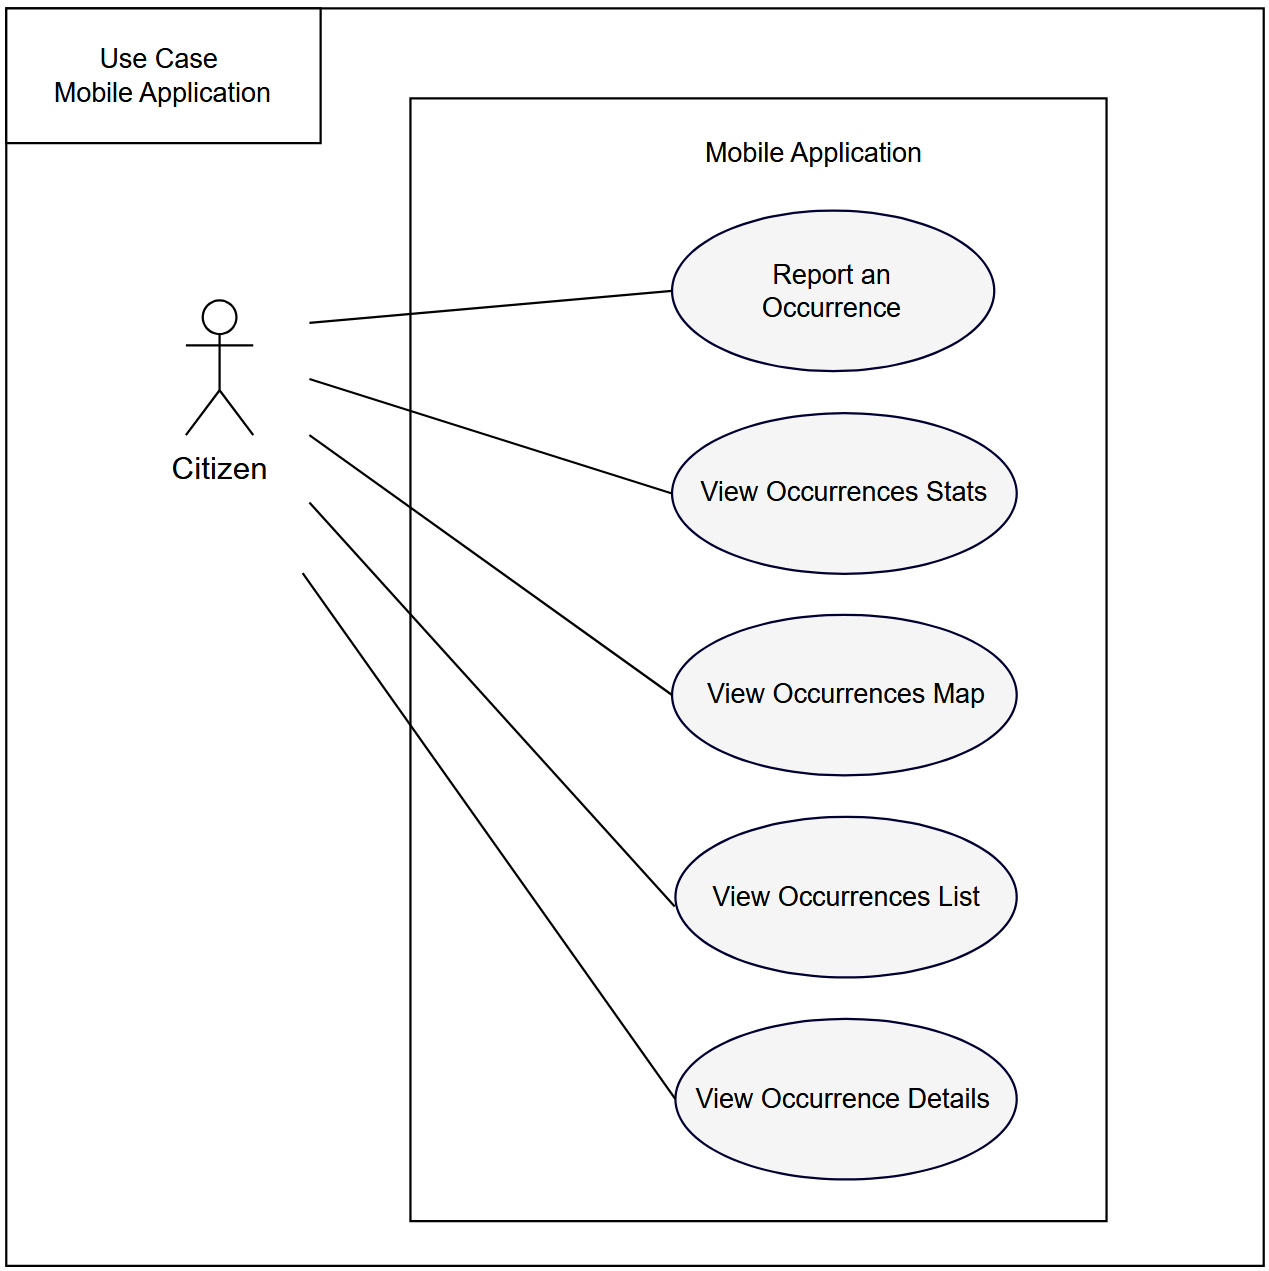 Use Case
Mobile Application
Mobile Application
Report an
Occurrence
Citizen
View Occurrences Stats
View Occurrences Map
View Occurrences List
View Occurrence Details